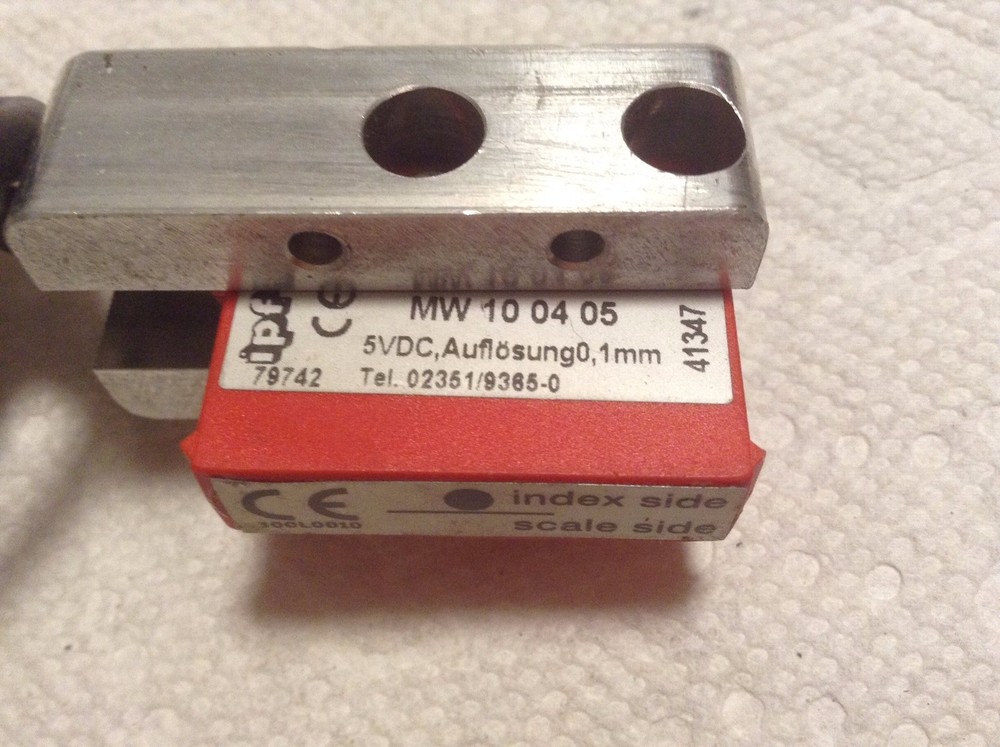 ipf
CE
MW 10 04 05
5VDC,Auflösung0,1mm
79742 Tel. 02351/9365-0
41347
CE
index side
scale side